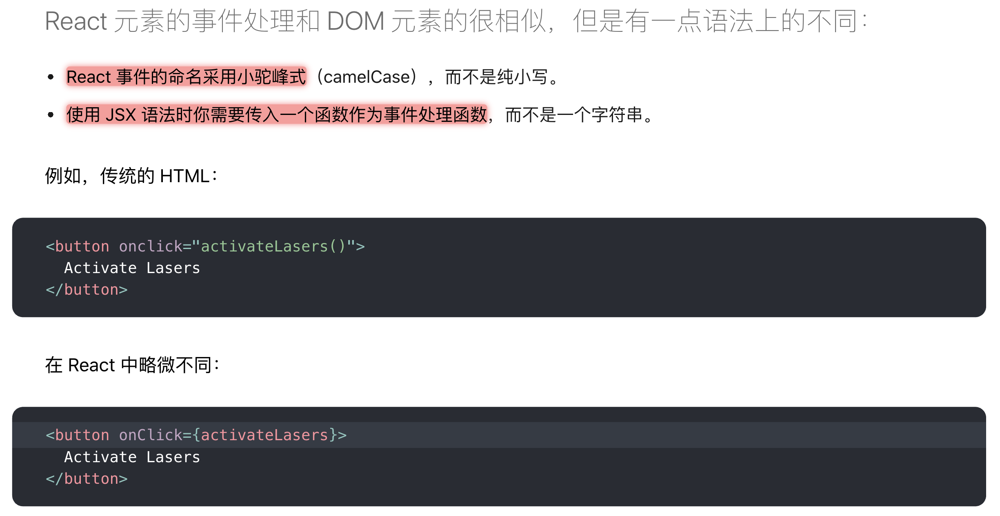 React 元素的事件处理和 DOM 元素的很相似，但是有一点语法上的不同：
• React 事件的命名采用小驼峰式（camelCase），而不是纯小写。
• 使用 JSX 语法时你需要传入一个函数作为事件处理函数，而不是一个字符串。
例如，传统的 HTML：
<button onclick="activateLasers()">
  Activate Lasers
</button>
在 React 中略微不同：
<button onClick={activateLasers}>
  Activate Lasers
</button>